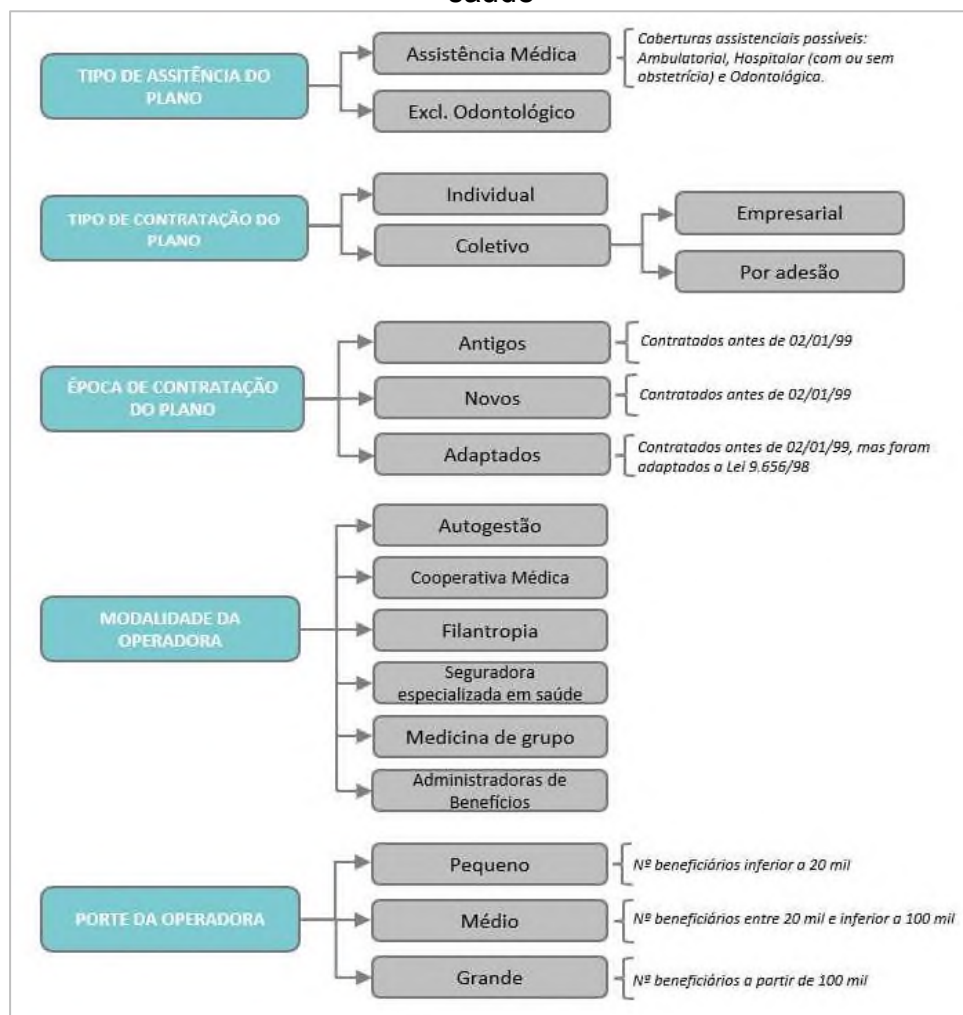 saúde
TIPO DE ASSITÊNCIA DO
PLANO
Assistência Médica
Coberturas assistenciais possíveis:
Ambulatorial, Hospitalar (com ou sem
obstetrícia) e Odontológica.
Excl. Odontológico
TIPO DE CONTRATAÇÃO DO
PLANO
Individual
Coletivo
Empresarial
Por adesão
ÉPOCA DE CONTRATAÇÃO
DO PLANO
Antigos
Contratados antes de 02/01/99
Novos
Contratados antes de 02/01/99
Adaptados
Contratados antes de 02/01/99, mas foram
adaptados a Lei 9.656/98
MODALIDADE DA
OPERADORA
Autogestão
Cooperativa Médica
Filantropia
Seguradora
especializada em saúde
Medicina de grupo
Administradoras de
Benefícios
PORTE DA OPERADORA
Pequeno
Nº beneficiários inferior a 20 mil
Médio
Nº beneficiários entre 20 mil e inferior a 100 mil
Grande
Nº beneficiários a partir de 100 mil